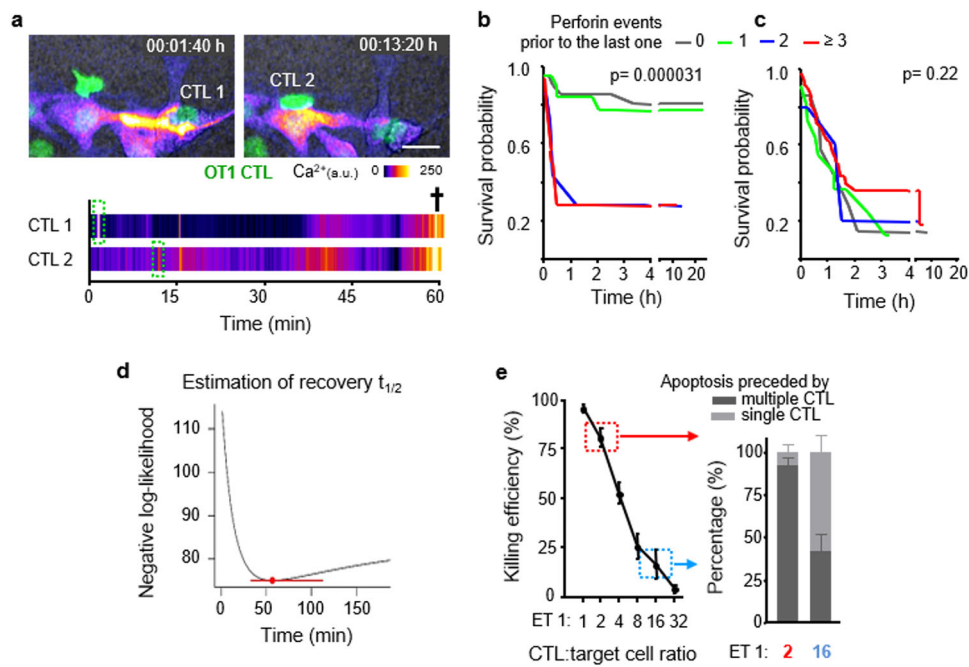 a
00:01:40 h
CTL 1
00:13:20 h
CTL 2
OT1 CTL
Ca2+(a.u.) 0 250
CTL 1
CTL 2
0 15 30 45 60
Time (min)
b
c
Perforin events
prior to the last one
0 1 2 ≥ 3
p= 0.000031
Survival probability
1.0
0.6
0.2
0 1 2 3 4 10 20
Time (h)
p= 0.22
Survival probability
1.0
0.6
0.2
0 1 2 3 4 10 20
Time (h)
d
Estimation of recovery t1/2
Negative log-likelihood
110
100
90
80
0 50 100 150
Time (min)
e
Killing efficiency (%)
100
75
50
25
0
ET 1: 1 2 4 8 16 32
CTL:target cell ratio
Apoptosis preceded by
multiple CTL
single CTL
Percentage (%)
100
75
50
25
0
ET 1: 2 16